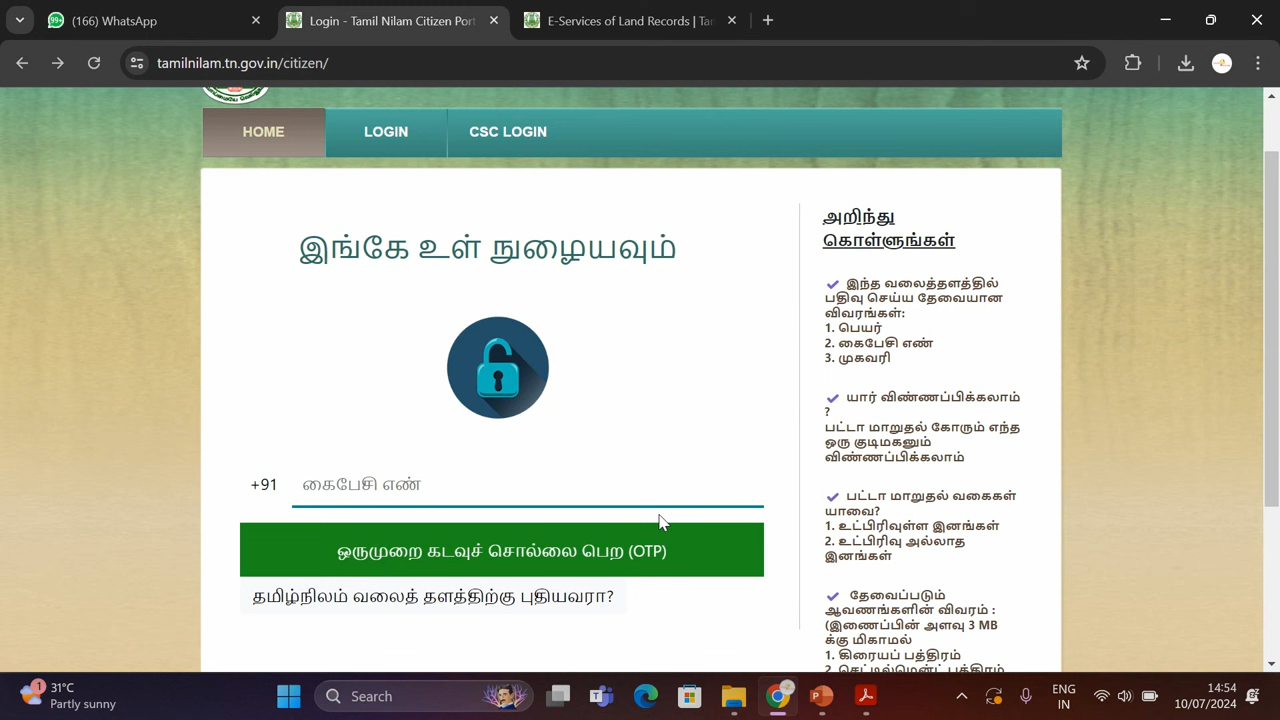 (166) WhatsApp
Login - Tamil Nilam Citizen Port
E-Services of Land Records | Tar
tamilnilam.tn.gov.in/citizen/
HOME
LOGIN
CSC LOGIN
இங்கே உள் நுழையவும்
+91
கைபேசி எண்
ஒருமுறை கடவுச் சொல்லை பெற (OTP)
தமிழ்நிலம் வலைத் தளத்திற்கு புதியவரா?
அறிந்து
கொள்ளுங்கள்
இந்த வலைத்தளத்தில்
பதிவு செய்ய தேவையான
விவரங்கள்:
1. பெயர்
2. கைபேசி எண்
3. முகவரி
யார் விண்ணப்பிக்கலாம்
?
பட்டா மாறுதல் கோரும் எந்த
ஒரு குடிமகனும்
விண்ணப்பிக்கலாம்
பட்டா மாறுதல் வகைகள்
யாவை?
1. உட்பிரிவுள்ள இனங்கள்
2. உட்பிரிவு அல்லாத
இனங்கள்
தேவைப்படும்
ஆவணங்களின் விவரம் :
(இணைப்பின் அளவு 3 MB
க்கு மிகாமல்
1. கிரையப் பத்திரம்
2. செட்டில்மென்ட் பத்திரம்
1
31°C
Partly sunny
Search
ENG
IN
14:54
10/07/2024